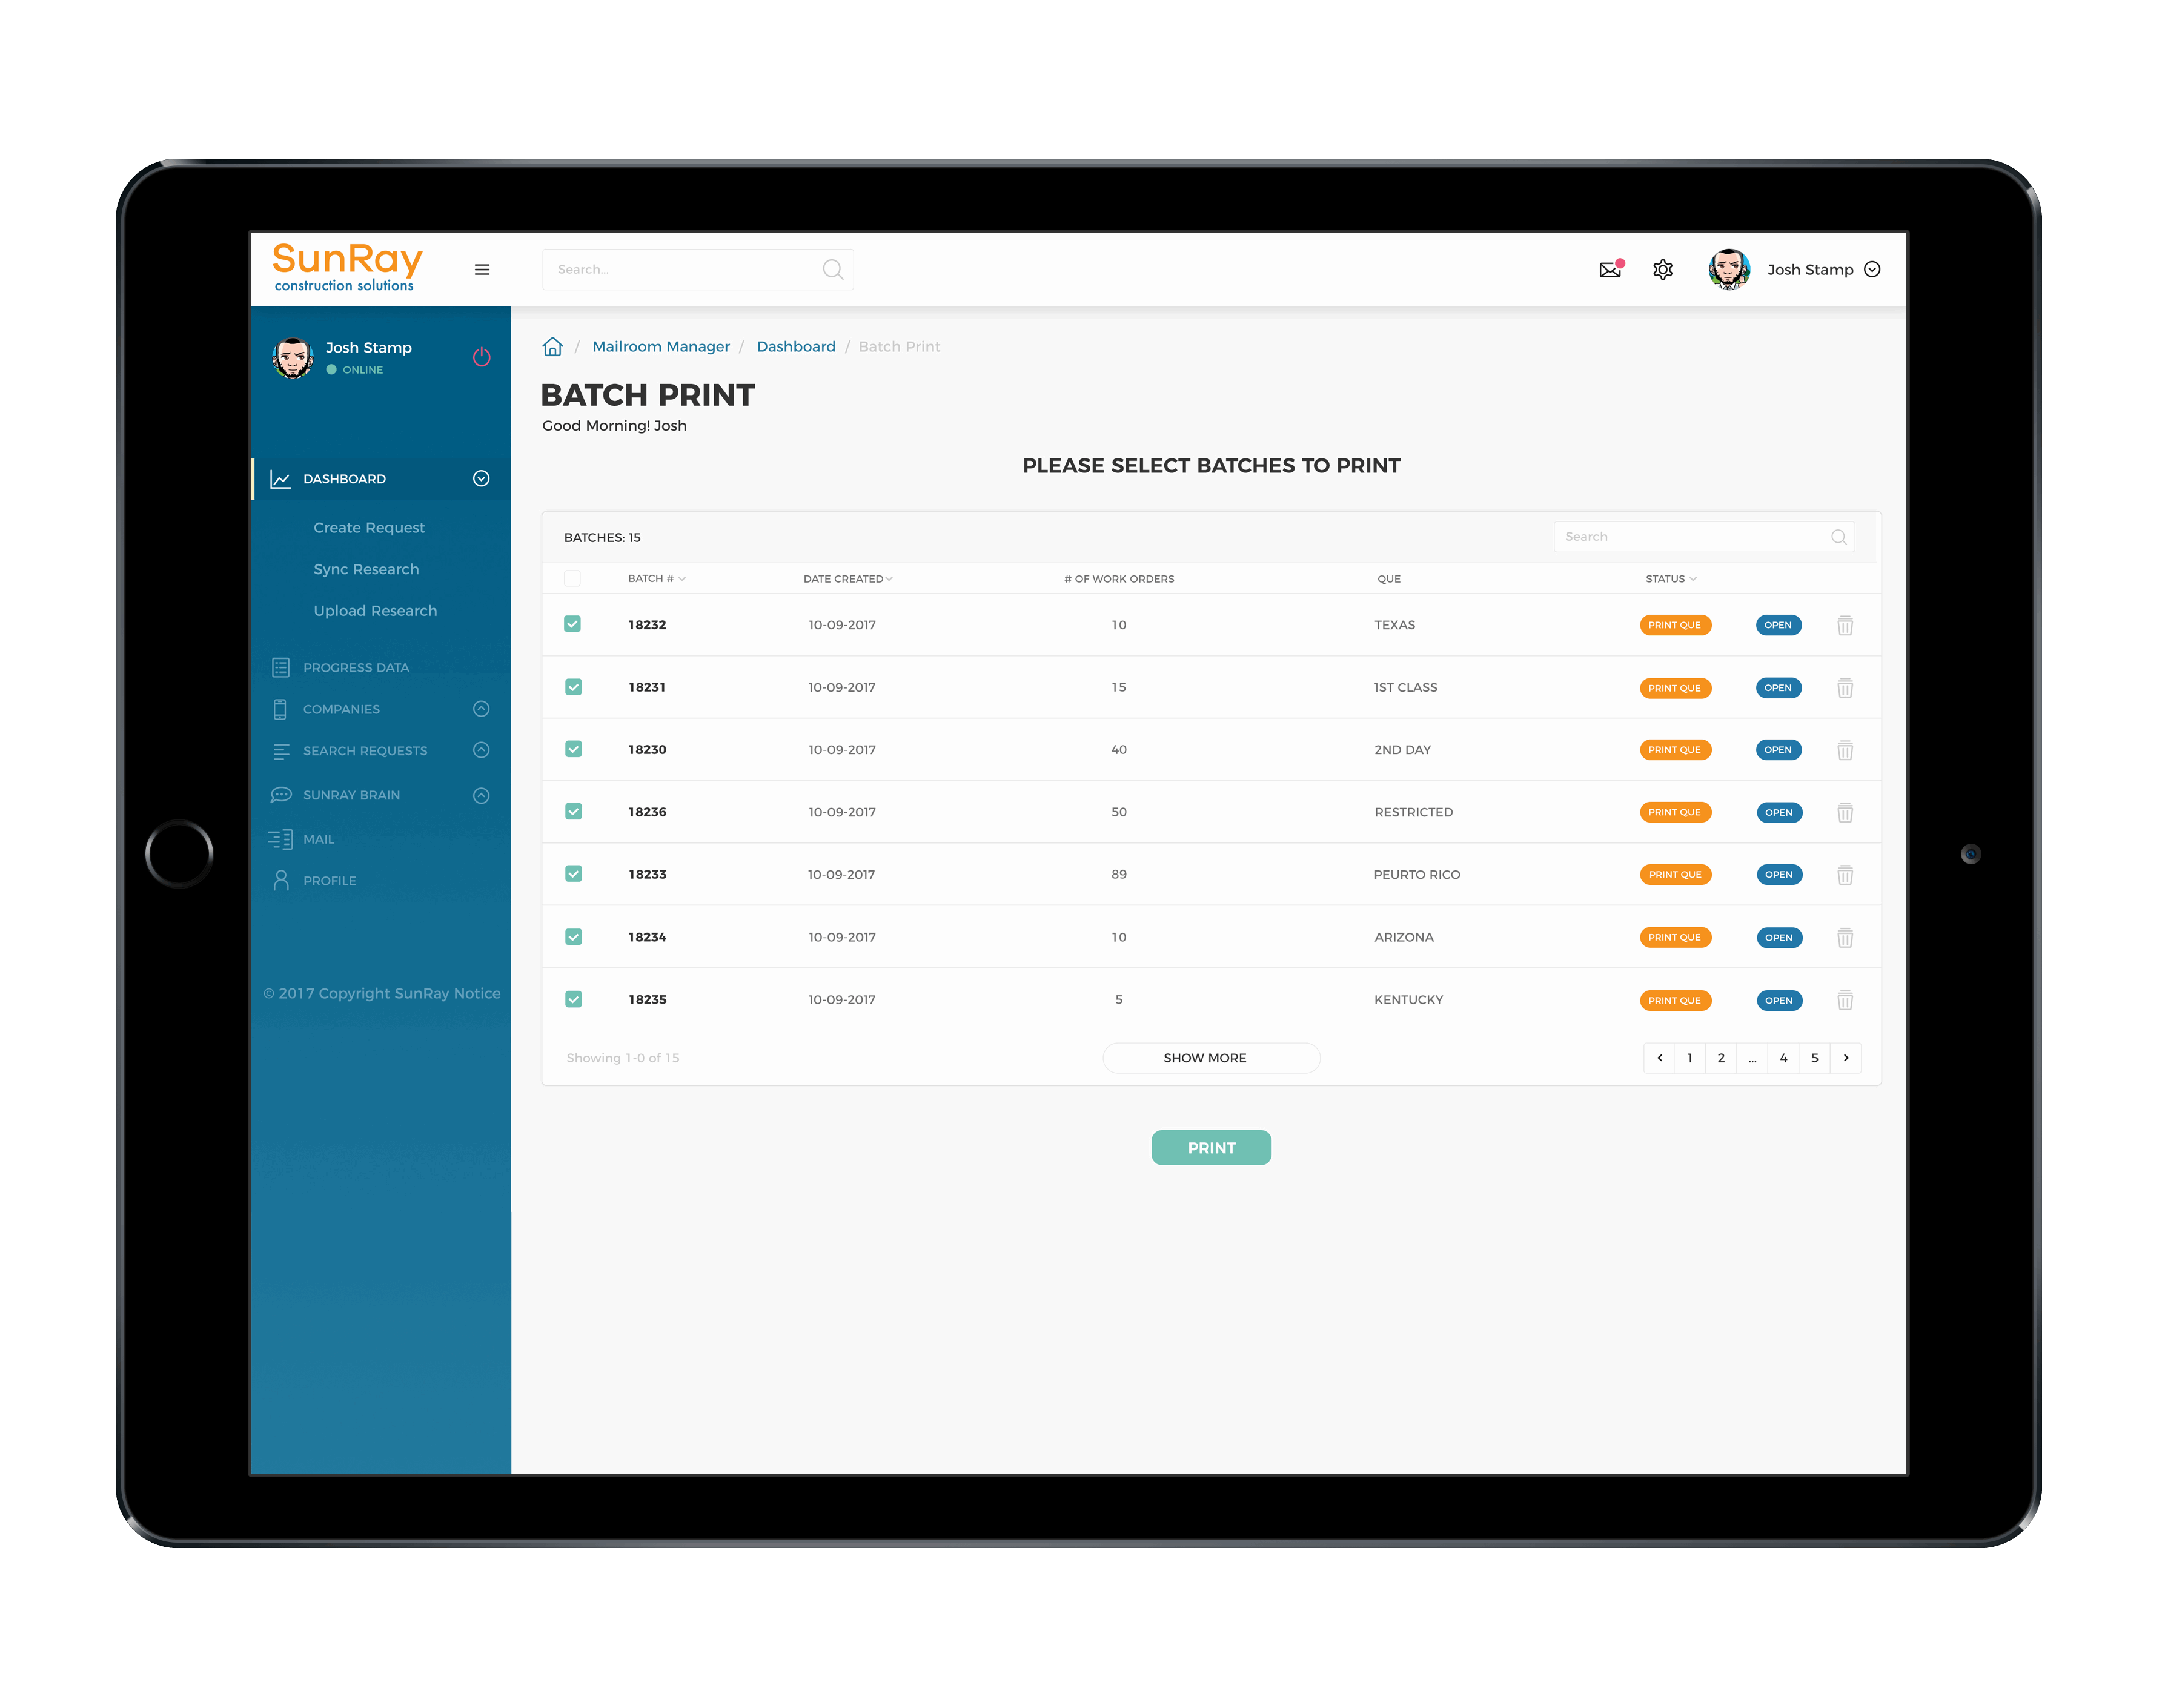 SunRay
construction solutions
Search...
Josh Stamp
Josh Stamp
ONLINE
DASHBOARD
Create Request
Sync Research
Upload Research
PROGRESS DATA
COMPANIES
SEARCH REQUESTS
SUNRAY BRAIN
MAIL
PROFILE
© 2017 Copyright SunRay Notice
/ Mailroom Manager / Dashboard / Batch Print
BATCH PRINT
Good Morning! Josh
PLEASE SELECT BATCHES TO PRINT
BATCHES: 15 Search
BATCH # DATE CREATED # OF WORK ORDERS QUE STATUS
18232 10-09-2017 10 TEXAS PRINT QUE OPEN
18231 10-09-2017 15 1ST CLASS PRINT QUE OPEN
18230 10-09-2017 40 2ND DAY PRINT QUE OPEN
18236 10-09-2017 50 RESTRICTED PRINT QUE OPEN
18233 10-09-2017 89 PEURTO RICO PRINT QUE OPEN
18234 10-09-2017 10 ARIZONA PRINT QUE OPEN
18235 10-09-2017 5 KENTUCKY PRINT QUE OPEN
Showing 1-0 of 15 SHOW MORE < 1 2 ... 4 5 >
PRINT